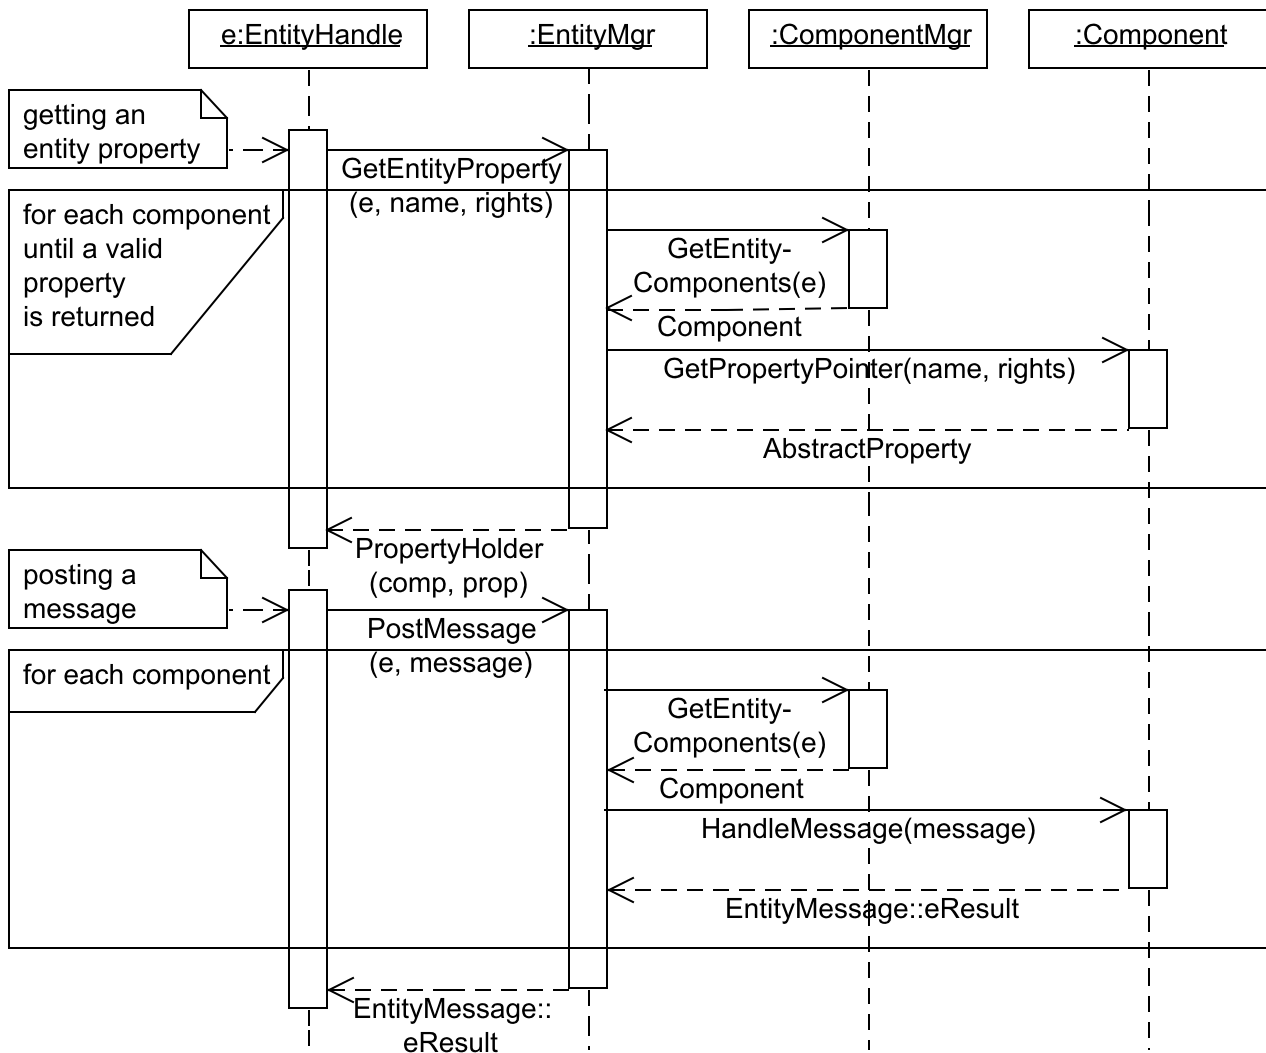 e:EntityHandle
:EntityMgr
:ComponentMgr
:Component
getting an
entity property
GetEntityProperty
(e, name, rights)
for each component
until a valid
property
is returned
GetEntity-
Components(e)
Component
GetPropertyPointer(name, rights)
AbstractProperty
PropertyHolder
(comp, prop)
posting a
message
PostMessage
(e, message)
for each component
GetEntity-
Components(e)
Component
HandleMessage(message)
EntityMessage::eResult
EntityMessage::
eResult